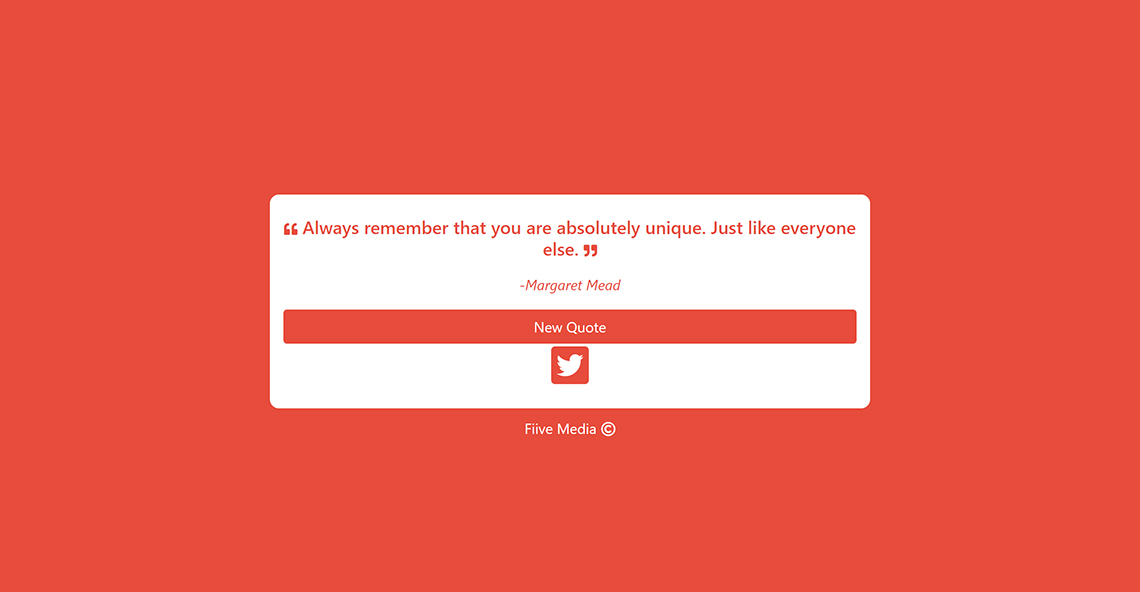 “ Always remember that you are absolutely unique. Just like everyone
else. ”
-Margaret Mead
New Quote
Fiive Media ©